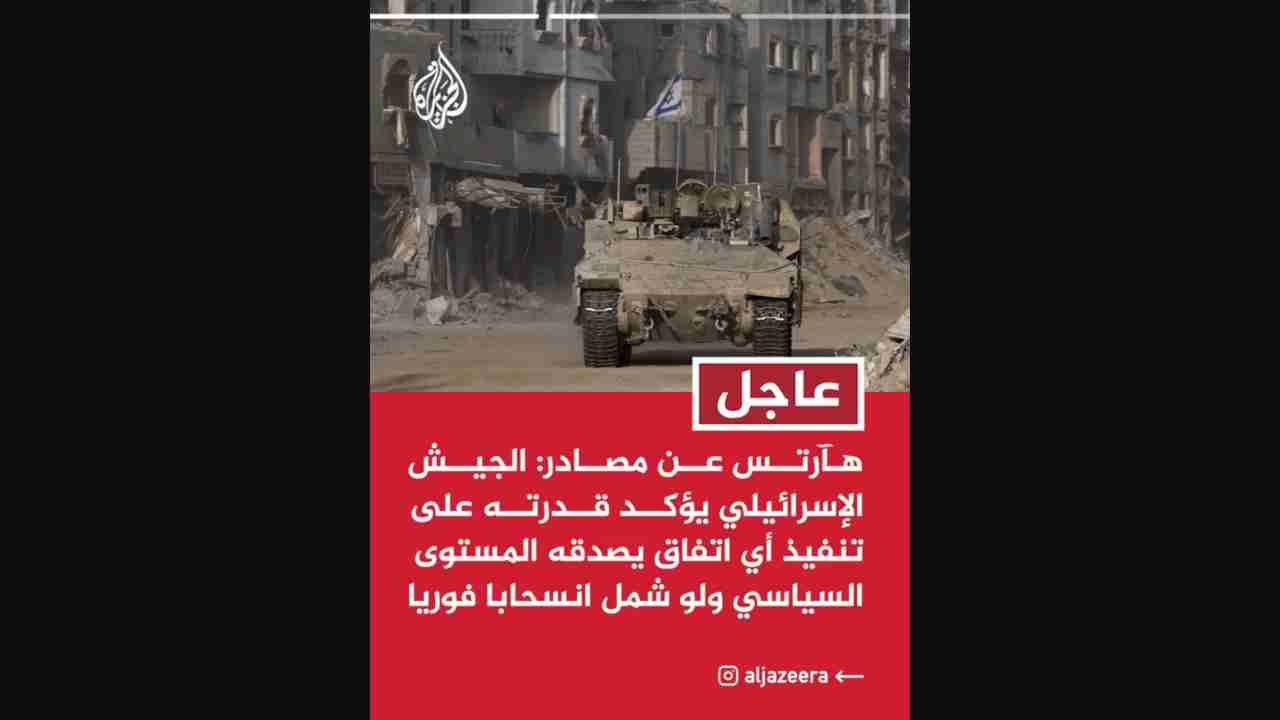 الجزيرة
عاجل
هآرتس عن مصادر: الجيش
الإسرائيلي يؤكد قدرته على
تنفيذ أي اتفاق يصدقه المستوى
السياسي ولو شمل انسحابا فوريا
aljazeera